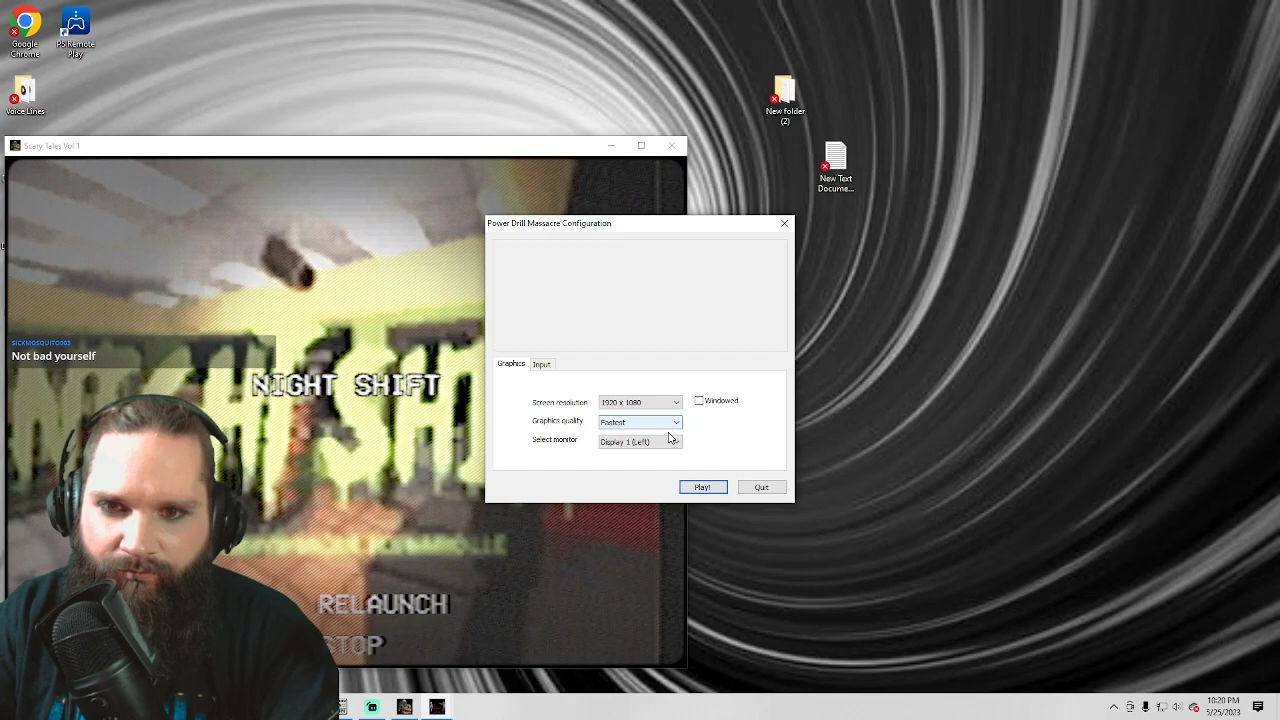 Google
Chrome
PS Remote
Play
Voice Lines
New folder
(2)
New Text
Docume...
Scary Tales Vol 1
Power Drill Massacre Configuration
SICKMOSQUITO003
Not bad yourself
NIGHT SHIFT
Graphics
Input
Screen resolution
1920 x 1080
Windowed
Graphics quality
Fastest
Select monitor
Display 1 (Left)
Play!
Quit
RELAUNCH
STOP
10:20 PM
5/25/2023